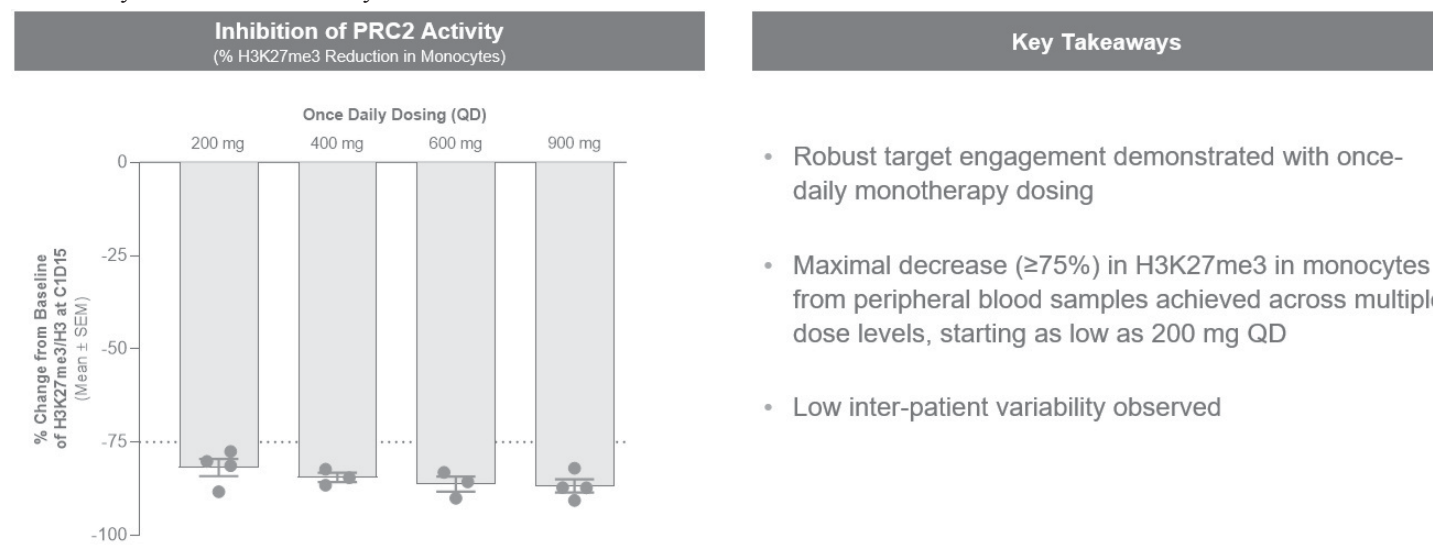 Inhibition of PRC2 Activity
(% H3K27me3 Reduction in Monocytes)
Once Daily Dosing (QD)
200 mg
400 mg
600 mg
900 mg
0
-25
-50
-75
-100
% Change from Baseline
of H3K27me3/H3 at C1D15
(Mean ± SEM)
Key Takeaways
• Robust target engagement demonstrated with once-
daily monotherapy dosing
• Maximal decrease (≥75%) in H3K27me3 in monocytes
from peripheral blood samples achieved across multiple
dose levels, starting as low as 200 mg QD
• Low inter-patient variability observed